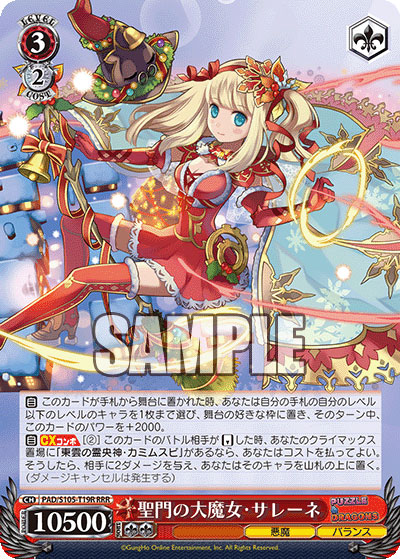 LEVEL
3
2
COST
SAMPLE
自 このカードが手札から舞台に置かれた時、あなたは自分の手札の自分のレベル
以下のレベルのキャラを1枚まで選び、舞台の好きな枠に置き、そのターン中、
このカードのパワーを+2000。
自 CXコンボ [②] このカードのバトル相手が[]した時、あなたのクライマックス
置場に「東雲の霊央神・カミムスビ」があるなら、あなたはコストを払ってよい。
そうしたら、相手に2ダメージを与え、あなたはそのキャラを山札の上に置く。
(ダメージキャンセルは発生する)
CH PAD/S105-T19R RRR
10500
聖門の大魔女・サレーネ
悪魔
バランス
©GungHo Online Entertainment, Inc. All Rights Reserved.